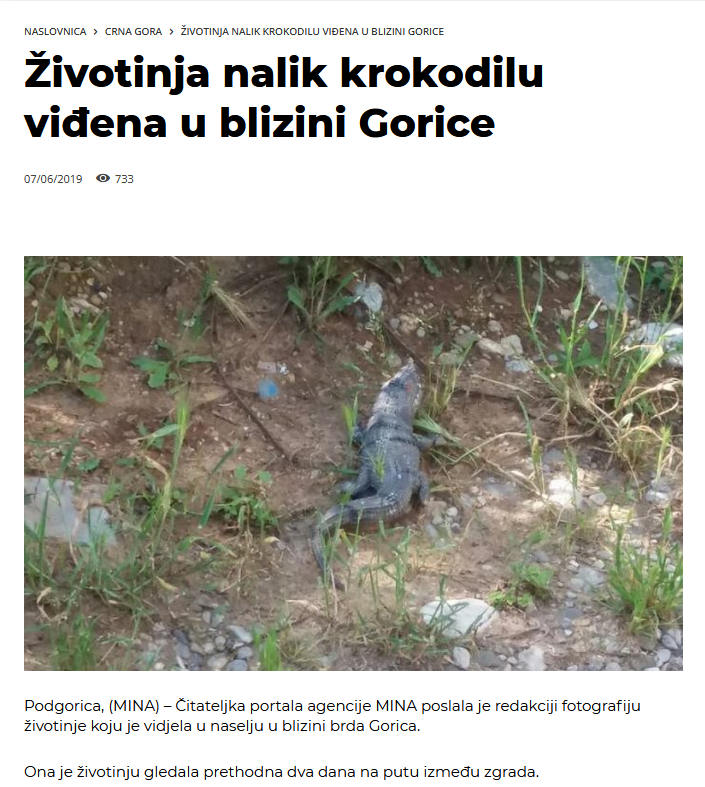 NASLOVNICA > CRNA GORA > ŽIVOTINJA NALIK KROKODILU VIĐENA U BLIZINI GORICE
Životinja nalik krokodilu
viđena u blizini Gorice
07/06/2019 733
Podgorica, (MINA) – Čitateljka portala agencije MINA poslala je redakciji fotografiju
životinje koju je vidjela u naselju u blizini brda Gorica.
Ona je životinju gledala prethodna dva dana na putu između zgrada.